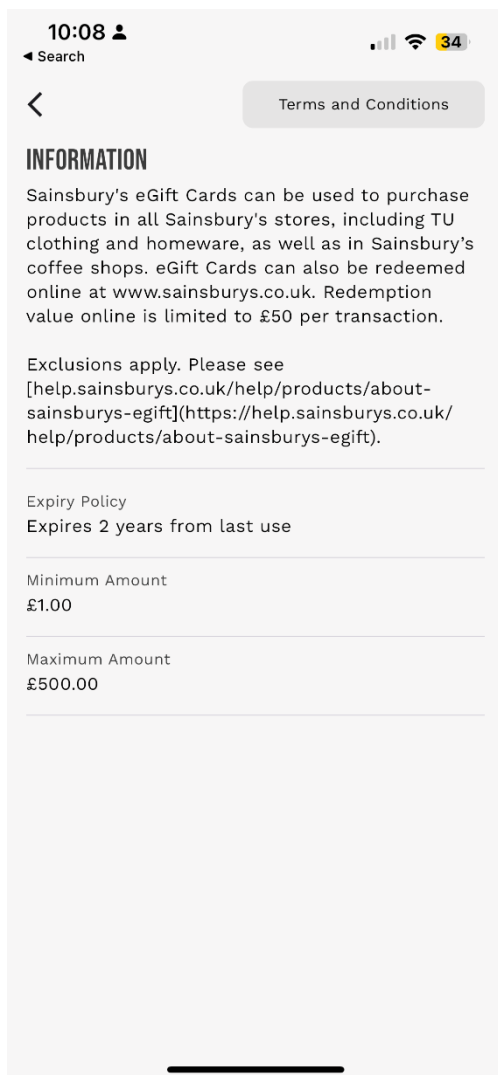 10:08
34
Search
Terms and Conditions
INFORMATION
Sainsbury's eGift Cards can be used to purchase
products in all Sainsbury's stores, including TU
clothing and homeware, as well as in Sainsbury’s
coffee shops. eGift Cards can also be redeemed
online at www.sainsburys.co.uk. Redemption
value online is limited to £50 per transaction.
Exclusions apply. Please see
[help.sainsburys.co.uk/help/products/about-
sainsburys-egift](https://help.sainsburys.co.uk/
help/products/about-sainsburys-egift).
Expiry Policy
Expires 2 years from last use
Minimum Amount
£1.00
Maximum Amount
£500.00